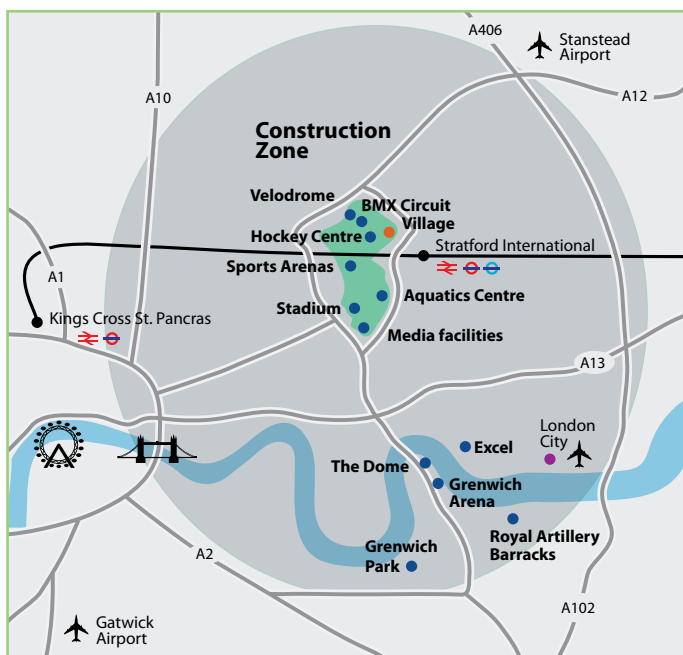 A406
Stanstead
Airport
A10
A12
Construction
Zone
Velodrome
BMX Circuit
Village
Hockey Centre
Stratford International
Sports Arenas
A1
Aquatics Centre
Kings Cross St. Pancras
Stadium
Media facilities
A13
London
City
Excel
The Dome
Grenwich
Arena
Royal Artillery
Barracks
Grenwich
Park
A2
A102
Gatwick
Airport